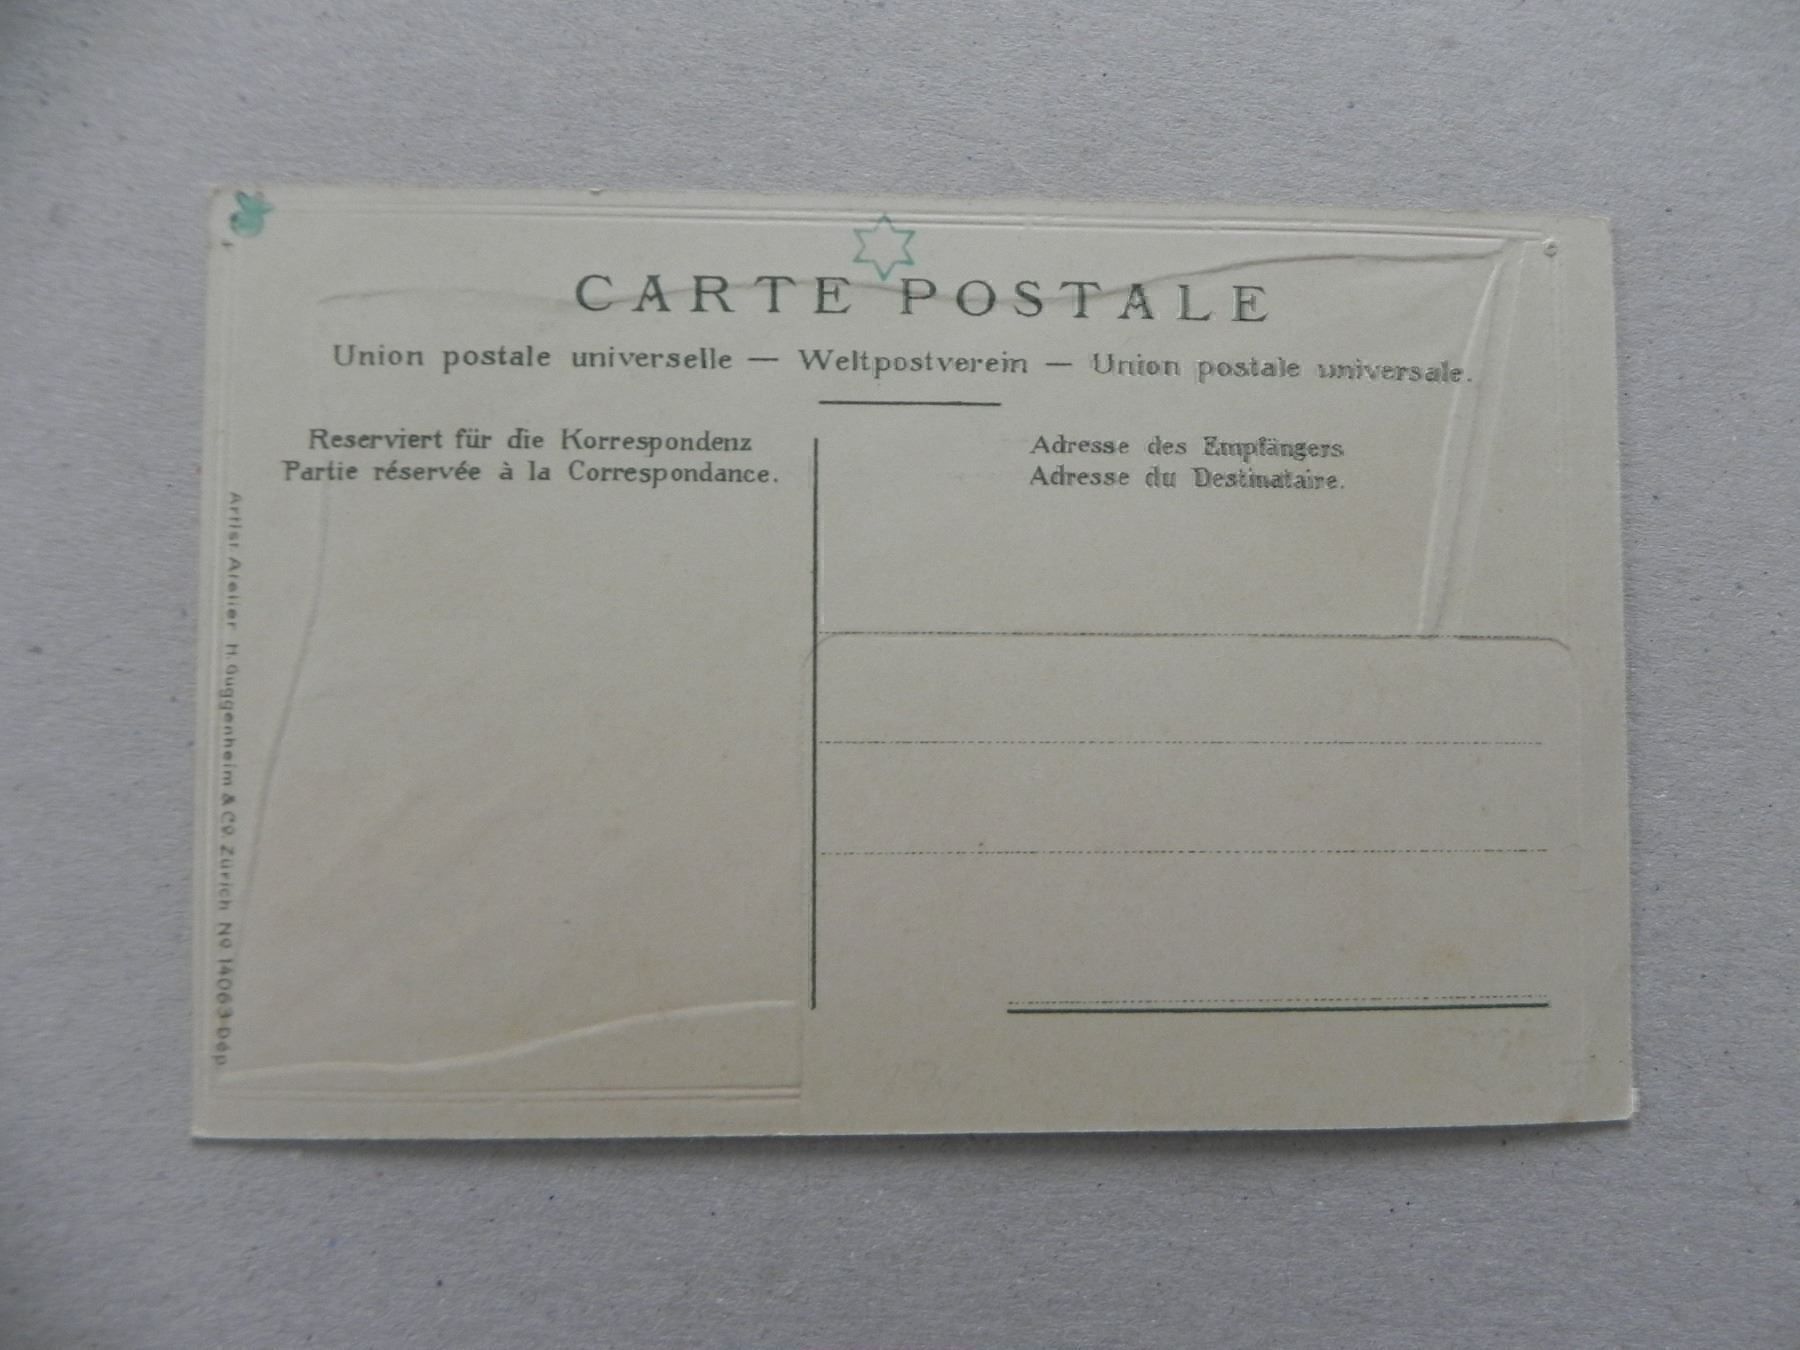 CARTE POSTALE
Union postale universelle — Weltpostverein — Union postale universale.
Reserviert für die Korrespondenz
Partie réservée à la Correspondance.
Adresse des Empfängers
Adresse du Destinataire.
Artist Atelier H. Guggenheim & Co. Zürich No 14063 Dép